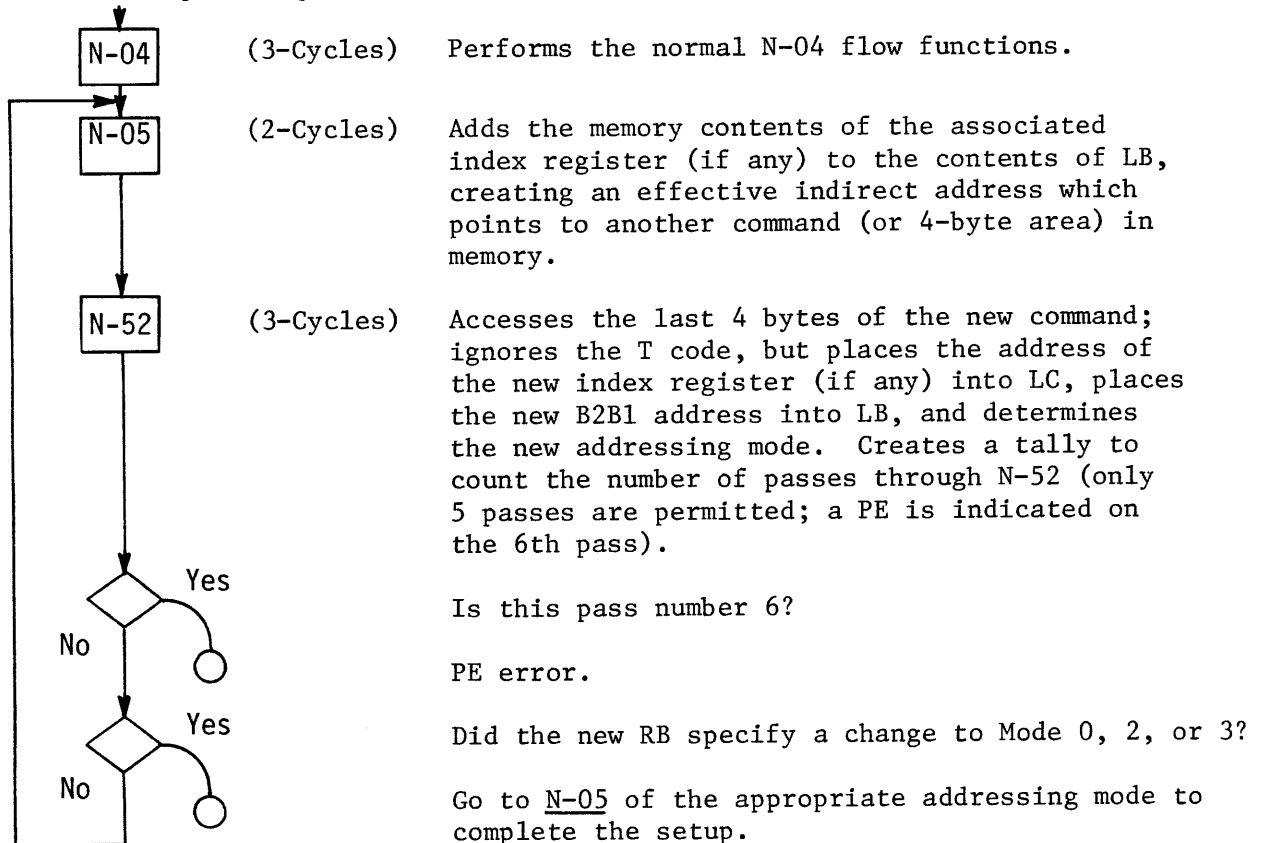 N-04 (3-Cycles) Performs the normal N-04 flow functions.
N-05 (2-Cycles) Adds the memory contents of the associated
index register (if any) to the contents of LB,
creating an effective indirect address which
points to another command (or 4-byte area) in
memory.
N-52 (3-Cycles) Accesses the last 4 bytes of the new command;
ignores the T code, but places the address of
the new index register (if any) into LC, places
the new B2B1 address into LB, and determines
the new addressing mode. Creates a tally to
count the number of passes through N-52 (only
5 passes are permitted; a PE is indicated on
the 6th pass).
Yes
Is this pass number 6?
No
PE error.
Yes
Did the new RB specify a change to Mode 0, 2, or 3?
No
Go to N-05 of the appropriate addressing mode to
complete the setup.